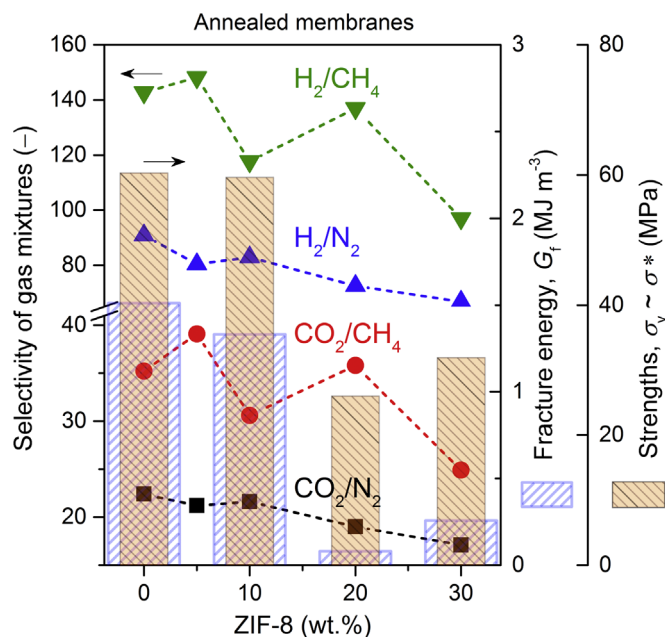 Annealed membranes
Selectivity of gas mixtures (−)
160
140
120
100
80
40
30
20
H₂/CH₄
H₂/N₂
CO₂/CH₄
CO₂/N₂
0
10
20
30
ZIF-8 (wt.%)
3
2
1
0
Fracture energy, G_f (MJ m⁻³)
80
60
40
20
0
Strengths, σ_y ~ σ* (MPa)